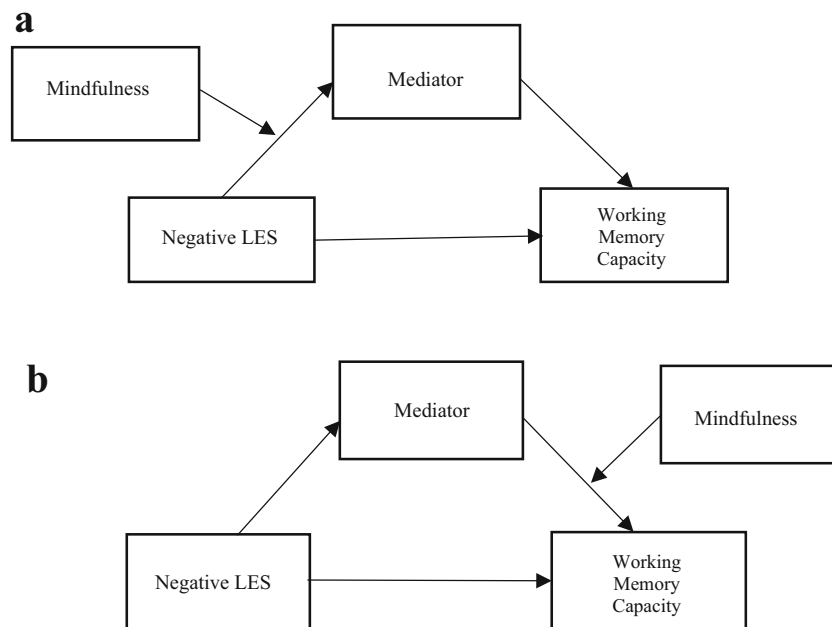 a
Mindfulness
Mediator
Negative LES
Working
Memory
Capacity
b
Mediator
Mindfulness
Negative LES
Working
Memory
Capacity